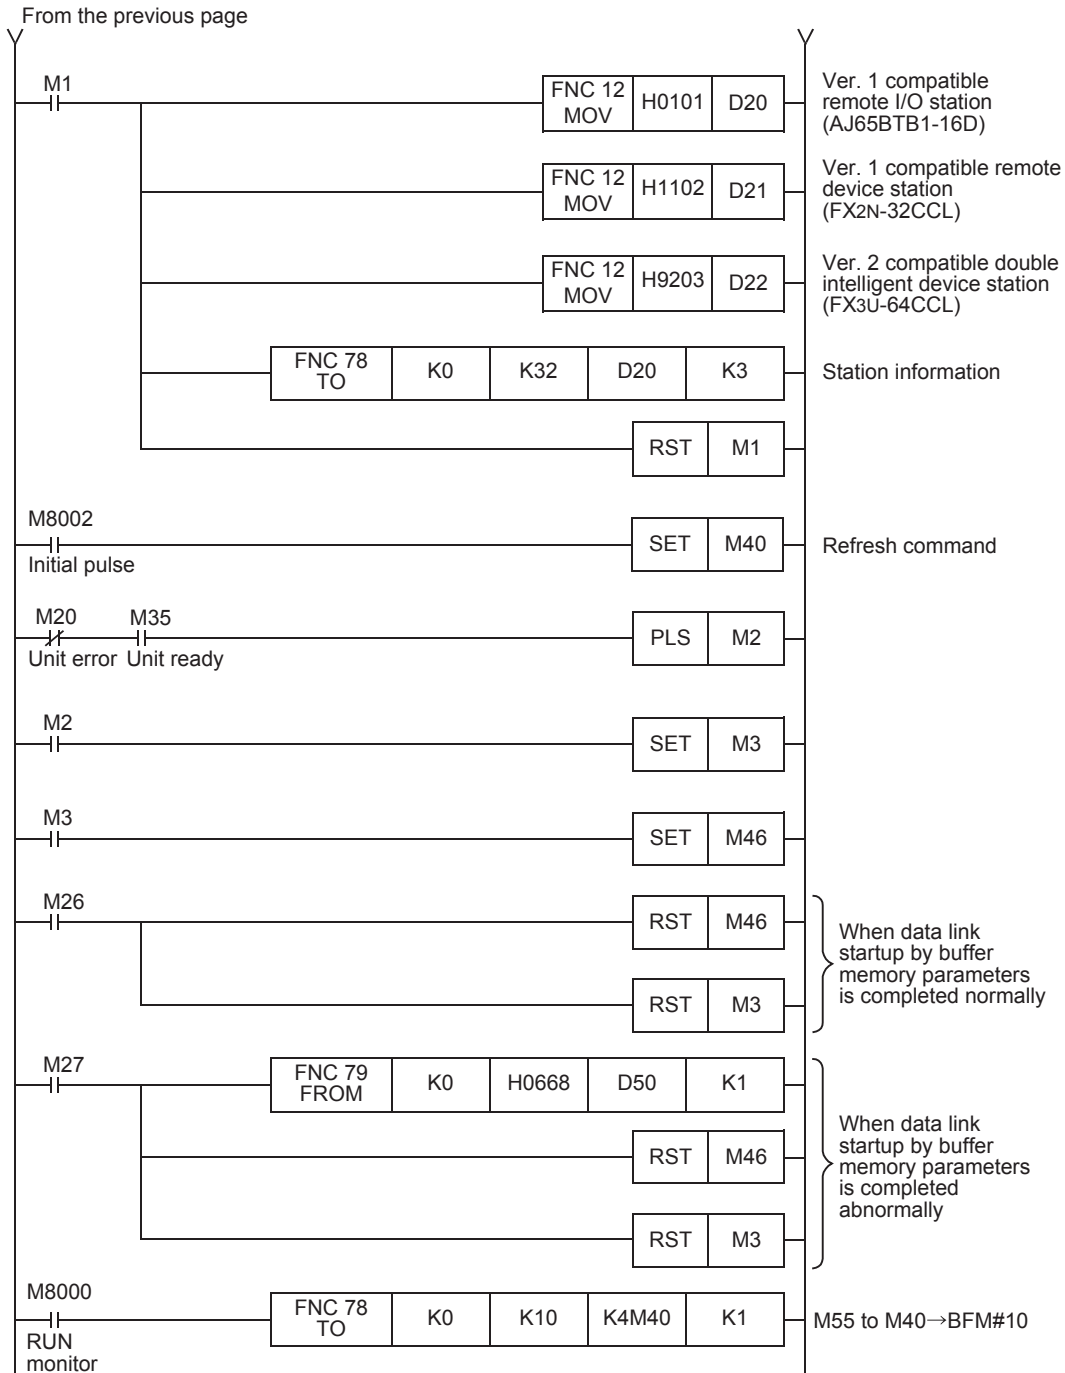 From the previous page
M1
FNC 12
MOV
H0101
D20
Ver. 1 compatible
remote I/O station
(AJ65BTB1-16D)
FNC 12
MOV
H1102
D21
Ver. 1 compatible remote
device station
(FX2N-32CCL)
FNC 12
MOV
H9203
D22
Ver. 2 compatible double
intelligent device station
(FX3U-64CCL)
FNC 78
TO
K0
K32
D20
K3
Station information
RST
M1
M8002
Initial pulse
SET
M40
Refresh command
M20
Unit error
M35
Unit ready
PLS
M2
M2
SET
M3
M3
SET
M46
M26
RST
M46
RST
M3
When data link
startup by buffer
memory parameters
is completed normally
M27
FNC 79
FROM
K0
H0668
D50
K1
RST
M46
RST
M3
When data link
startup by buffer
memory parameters
is completed
abnormally
M8000
RUN
monitor
FNC 78
TO
K0
K10
K4M40
K1
M55 to M40→BFM#10